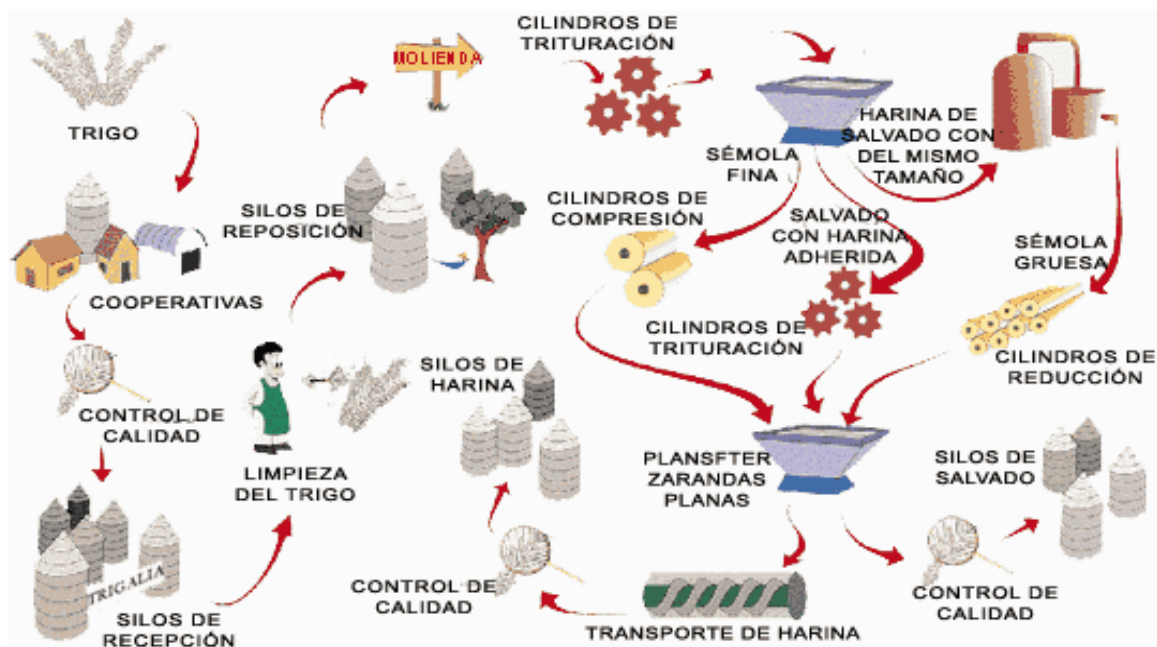 TRIGO
COOPERATIVAS
CONTROL DE
CALIDAD
TRIGALIA
SILOS DE
RECEPCIÓN
LIMPIEZA
DEL TRIGO
SILOS DE
REPOSICIÓN
MOLIENDA
CILINDROS DE
TRITURACIÓN
HARINA DE
SALVADO CON
DEL MISMO
TAMAÑO
SÉMOLA
FINA
CILINDROS DE
COMPRESIÓN
SALVADO
CON HARINA
ADHERIDA
CILINDROS DE
TRITURACIÓN
SÉMOLA
GRUESA
CILINDROS DE
REDUCCIÓN
PLANSFTER
ZARANDAS
PLANAS
TRANSPORTE DE HARINA
CONTROL DE
CALIDAD
SILOS DE
HARINA
CONTROL DE
CALIDAD
SILOS DE
SALVADO